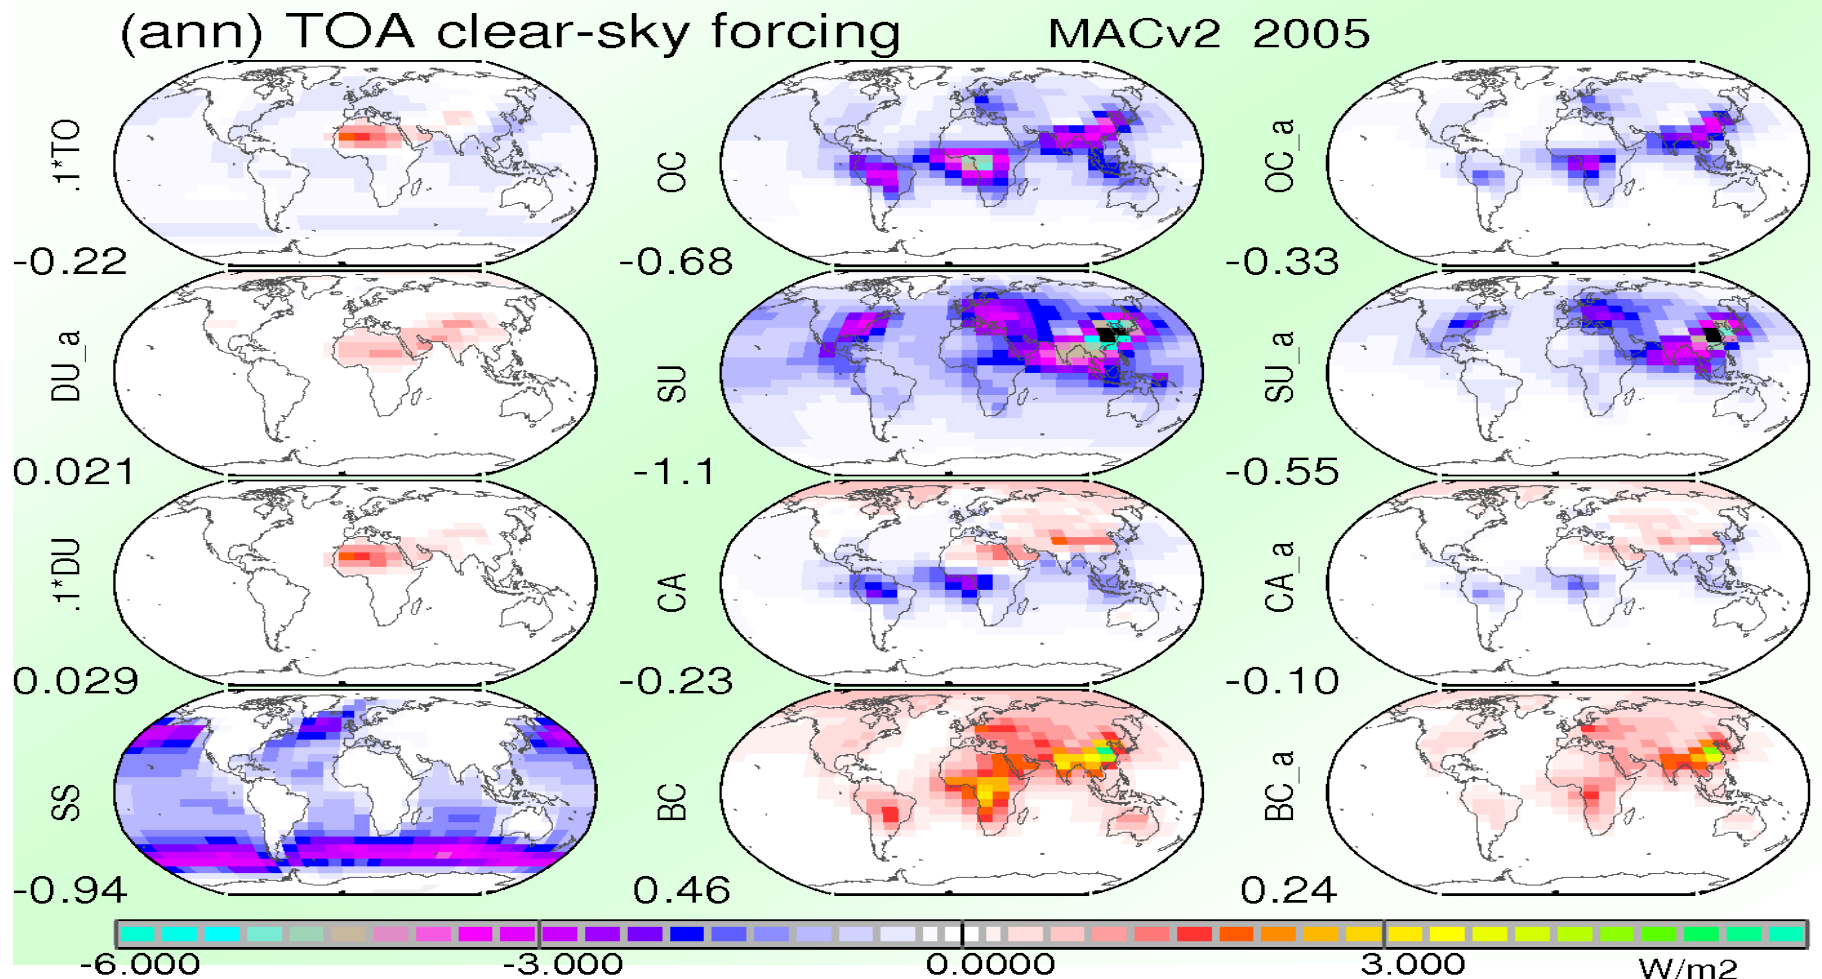 (ann) TOA clear-sky forcing MACv2 2005
.1*TO
-0.22
OC
-0.68
OC_a
-0.33
DU_a
0.021
SU
-1.1
SU_a
-0.55
.1*DU
0.029
CA
-0.23
CA_a
-0.10
SS
-0.94
BC
0.46
BC_a
0.24
-6.000 -3.000 0.0000 3.000 W/m2